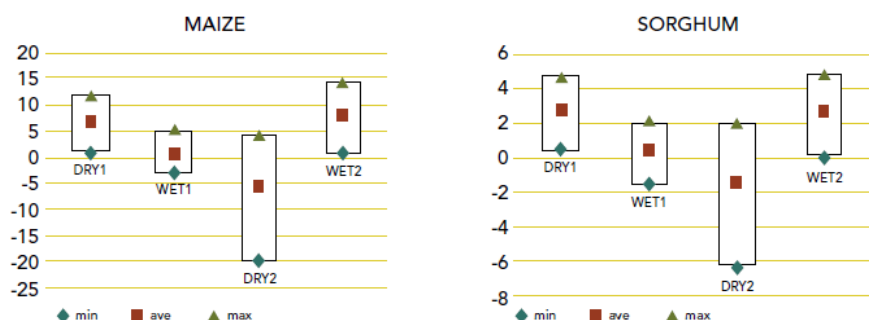 MAIZE
20
15
10
5
0
-5
-10
-15
-20
-25
DRY1
WET1
DRY2
WET2
min ave max
SORGHUM
6
4
2
0
-2
-4
-6
-8
DRY1
WET1
DRY2
WET2
min ave max